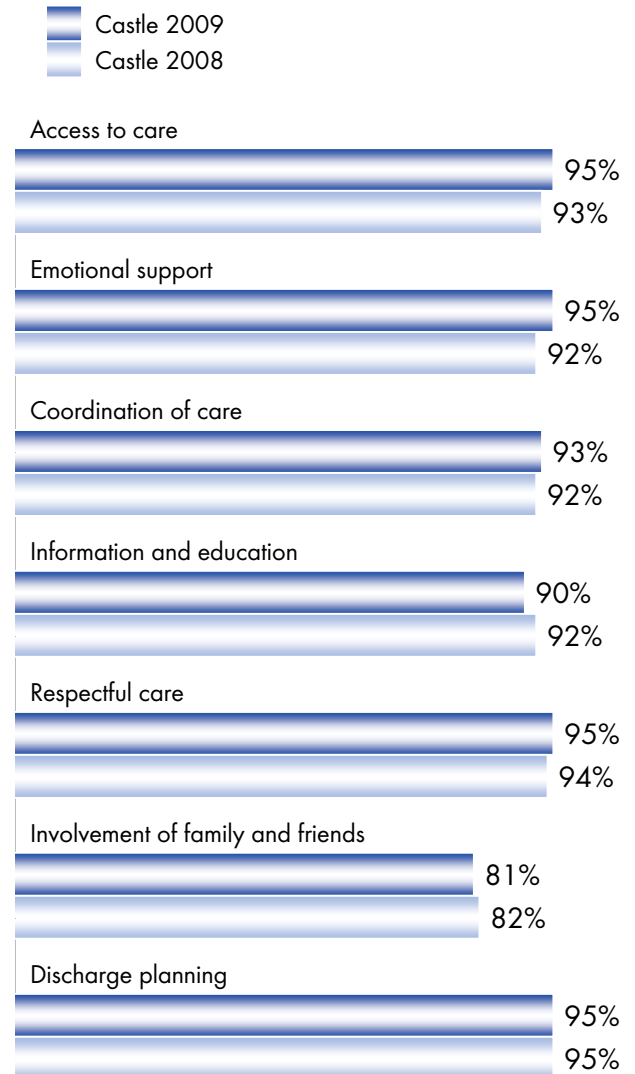 Castle 2009
Castle 2008
Access to care
95%
93%
Emotional support
95%
92%
Coordination of care
93%
92%
Information and education
90%
92%
Respectful care
95%
94%
Involvement of family and friends
81%
82%
Discharge planning
95%
95%